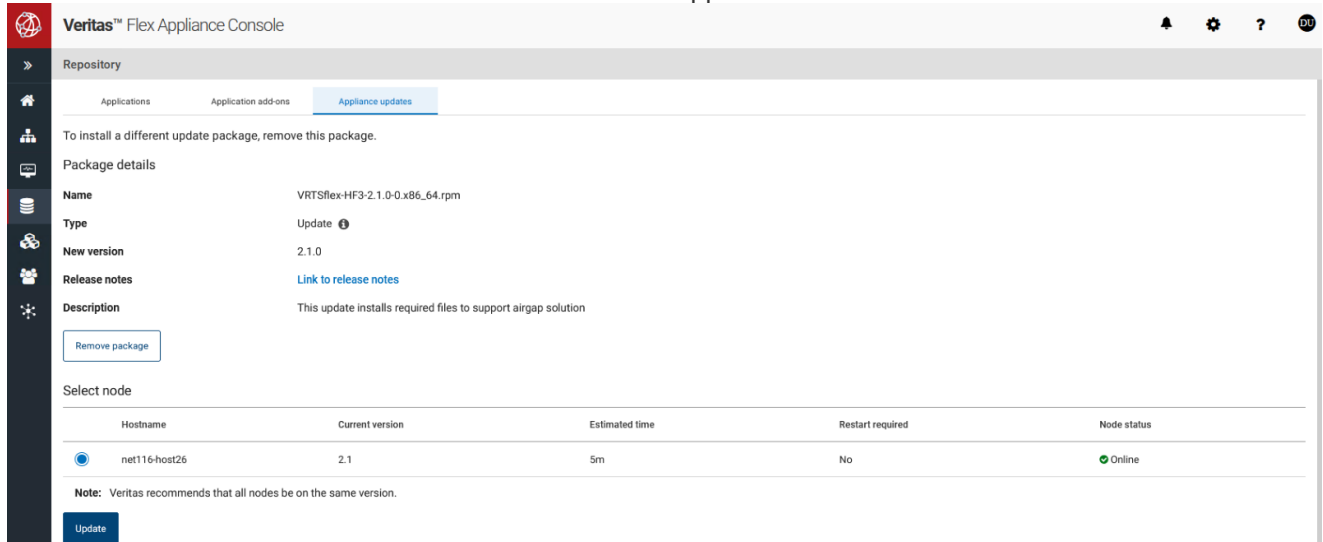 Veritas™ Flex Appliance Console
DU
Repository
Applications Application add-ons Appliance updates
To install a different update package, remove this package.
Package details
Name VRTSflex-HF3-2.1.0-0.x86_64.rpm
Type Update
New version 2.1.0
Release notes Link to release notes
Description This update installs required files to support airgap solution
Remove package
Select node
Hostname Current version Estimated time Restart required Node status
net116-host26 2.1 5m No Online
Note: Veritas recommends that all nodes be on the same version.
Update